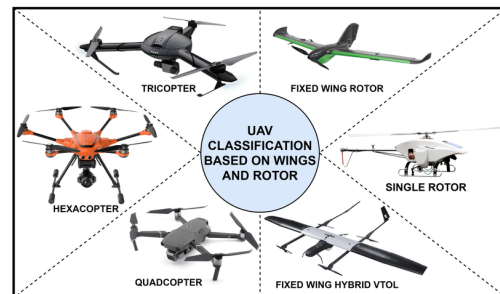 TRICOPTER
FIXED WING ROTOR
UAV
CLASSIFICATION
BASED ON WINGS
AND ROTOR
HEXACOPTER
SINGLE ROTOR
QUADCOPTER
FIXED WING HYBRID VTOL